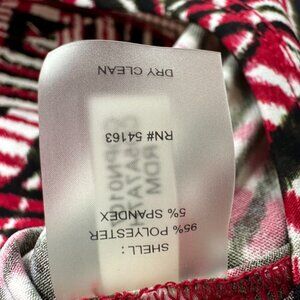 SHELL :
95% POLYESTER
5% SPANDEX
RN# 54163
DRY CLEAN